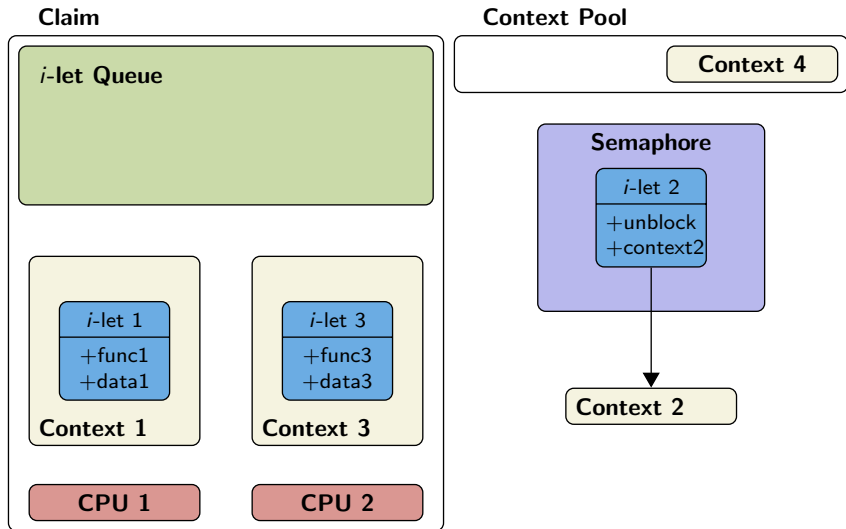 Claim
i-let Queue
i-let 1
+func1
+data1
Context 1
i-let 3
+func3
+data3
Context 3
CPU 1
CPU 2
Context Pool
Context 4
Semaphore
i-let 2
+unblock
+context2
Context 2